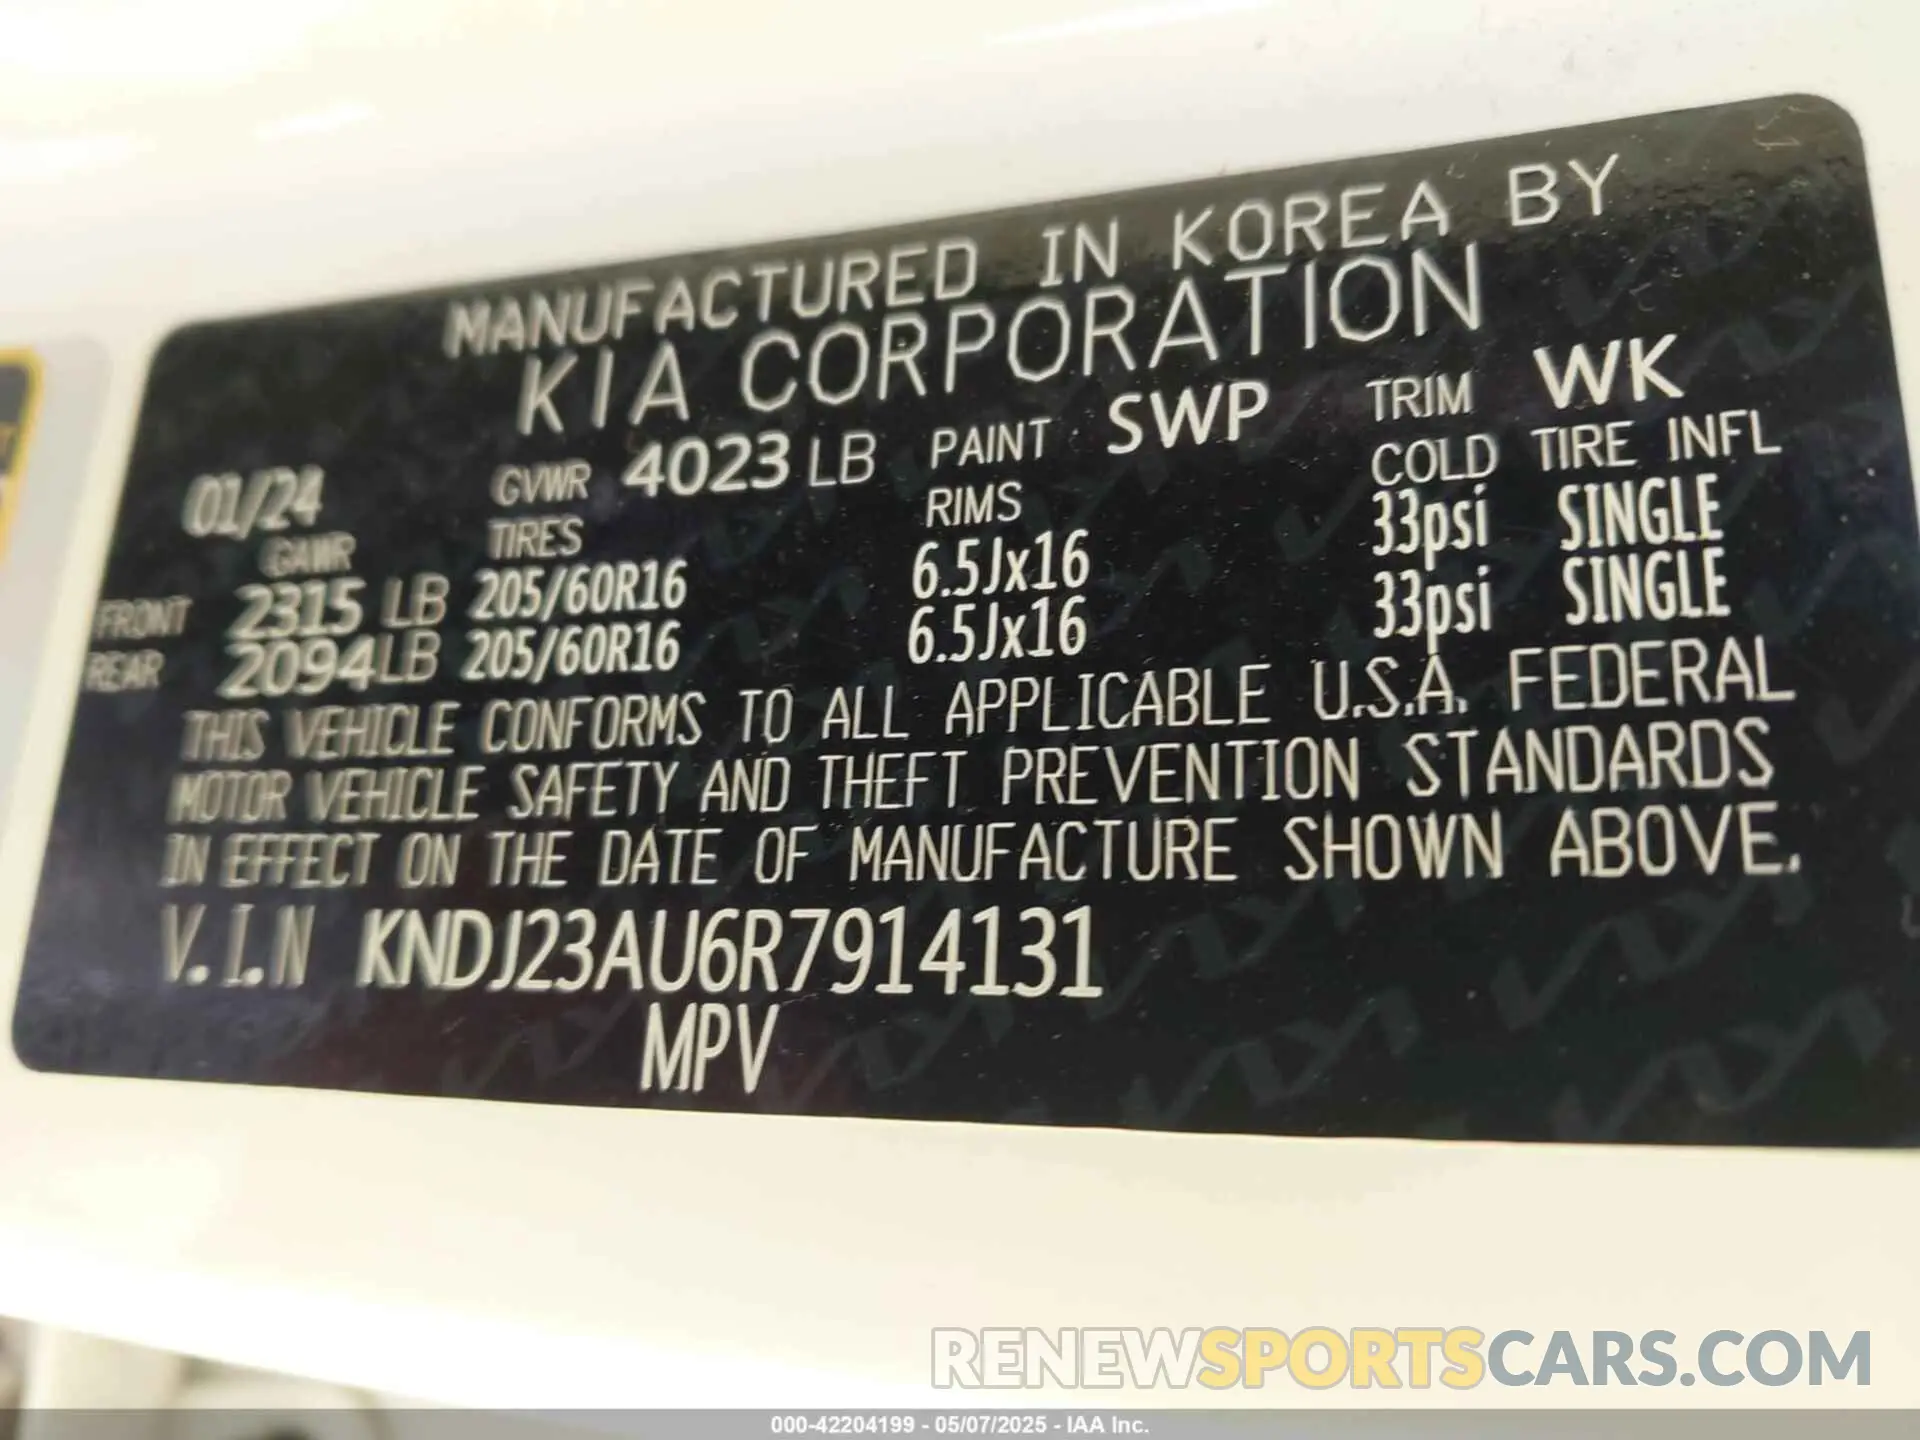 MANUFACTURED IN KOREA BY
KIA CORPORATION
01/24 GVWR 4023 LB PAINT SWP TRIM WK
GAWR TIRES RIMS COLD TIRE INFL
FRONT 2315 LB 205/60R16 6.5Jx16 33psi SINGLE
REAR 2094LB 205/60R16 6.5Jx16 33psi SINGLE
THIS VEHICLE CONFORMS TO ALL APPLICABLE U.S.A. FEDERAL
MOTOR VEHICLE SAFETY AND THEFT PREVENTION STANDARDS
IN EFFECT ON THE DATE OF MANUFACTURE SHOWN ABOVE.
V.I.N KNDJ23AU6R7914131
MPV
RENEWSPORTSCARS.COM
000-42204199 - 05/07/2025 - IAA Inc.